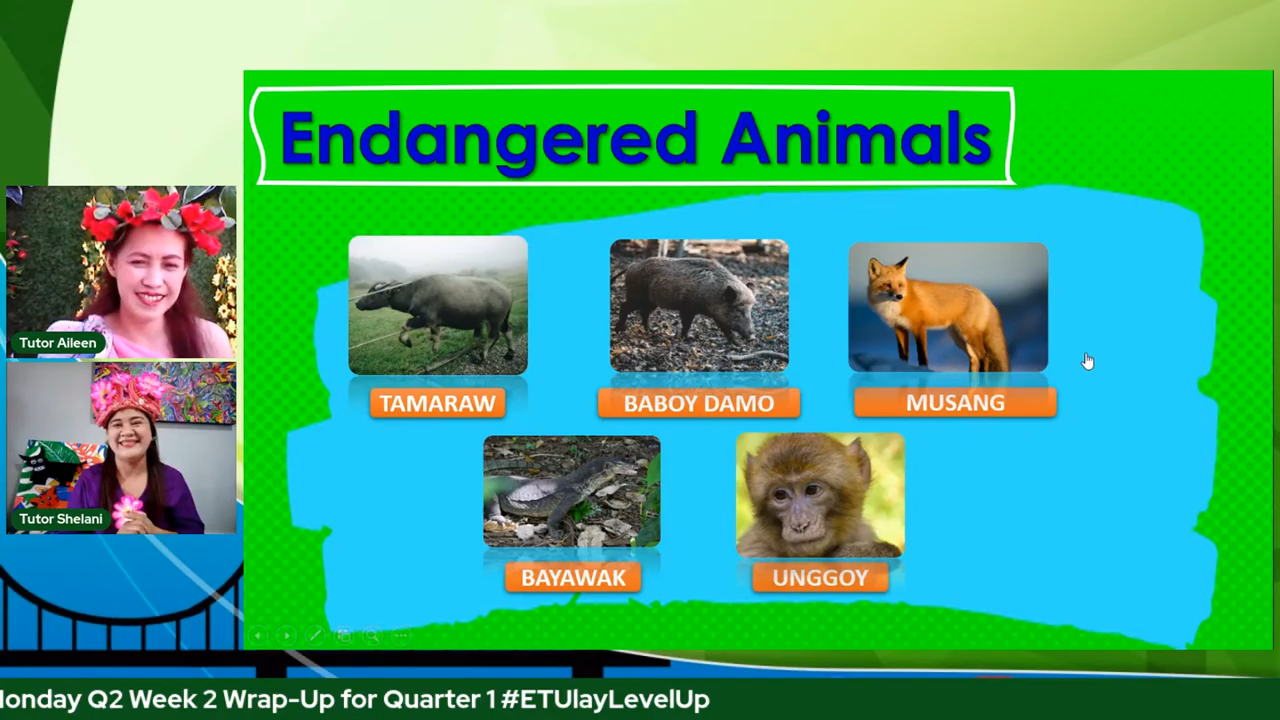 Endangered Animals
Tutor Aileen
TAMARAW
BABOY DAMO
MUSANG
Tutor Shelani
BAYAWAK
UNGGOY
Monday Q2 Week 2 Wrap-Up for Quarter 1 #ETUlayLevelUp